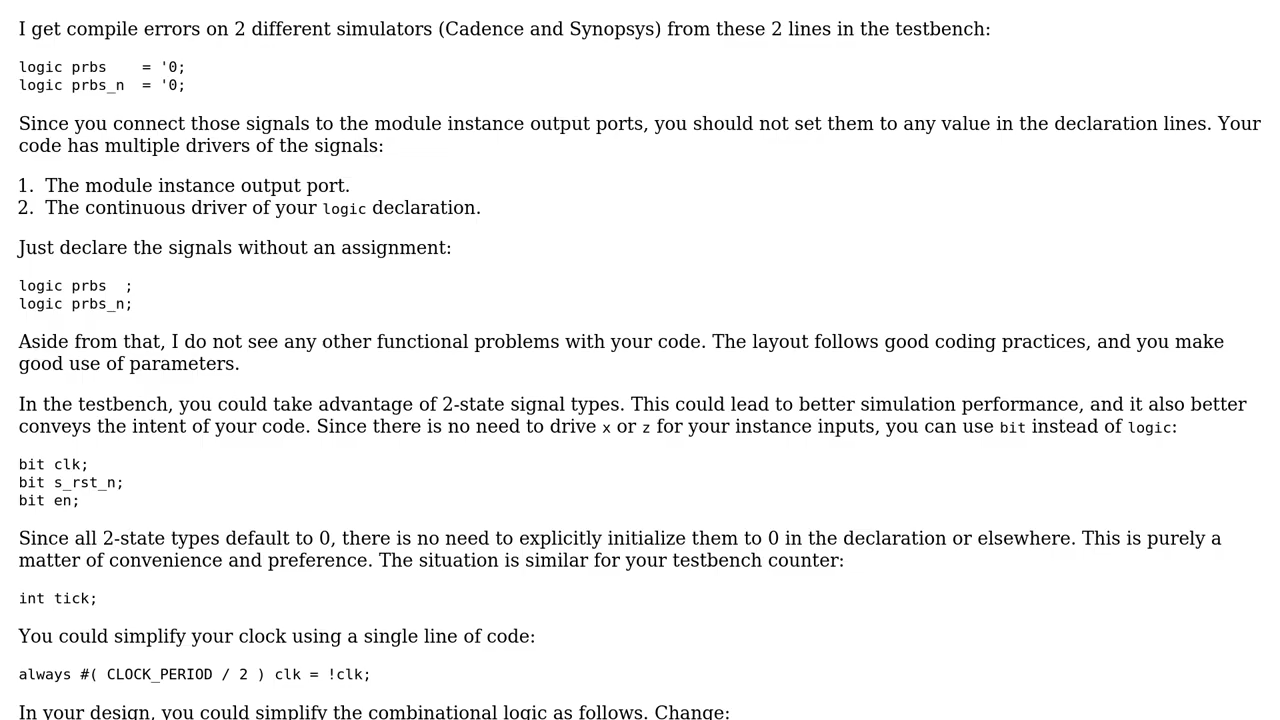 I get compile errors on 2 different simulators (Cadence and Synopsys) from these 2 lines in the testbench:
logic prbs    = '0;
logic prbs_n  = '0;
Since you connect those signals to the module instance output ports, you should not set them to any value in the declaration lines. Your
code has multiple drivers of the signals:
1. The module instance output port.
2. The continuous driver of your logic declaration.
Just declare the signals without an assignment:
logic prbs  ;
logic prbs_n;
Aside from that, I do not see any other functional problems with your code. The layout follows good coding practices, and you make
good use of parameters.
In the testbench, you could take advantage of 2-state signal types. This could lead to better simulation performance, and it also better
conveys the intent of your code. Since there is no need to drive x or z for your instance inputs, you can use bit instead of logic:
bit clk;
bit s_rst_n;
bit en;
Since all 2-state types default to 0, there is no need to explicitly initialize them to 0 in the declaration or elsewhere. This is purely a
matter of convenience and preference. The situation is similar for your testbench counter:
int tick;
You could simplify your clock using a single line of code:
always #( CLOCK_PERIOD / 2 ) clk = !clk;
In your design, you could simplify the combinational logic as follows. Change: